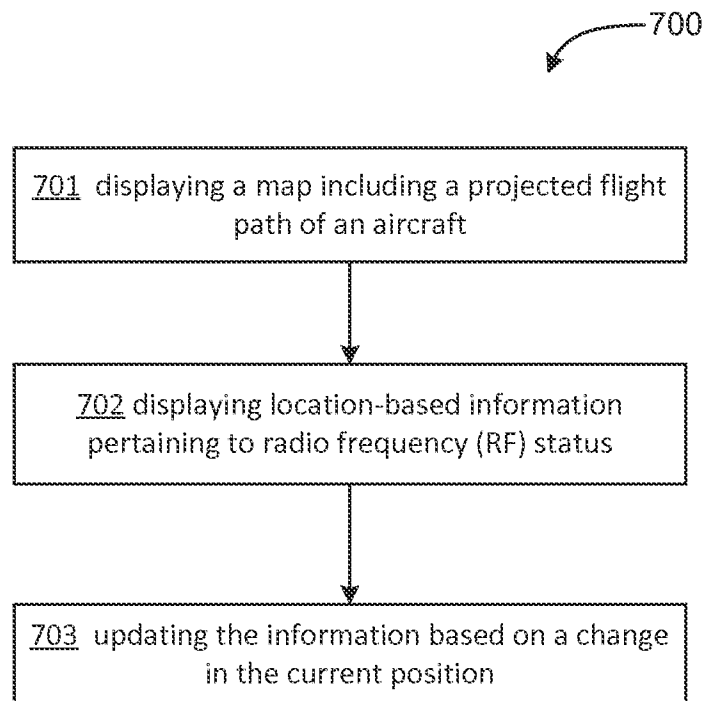 700
701 displaying a map including a projected flight
path of an aircraft
702 displaying location-based information
pertaining to radio frequency (RF) status
703 updating the information based on a change
in the current position